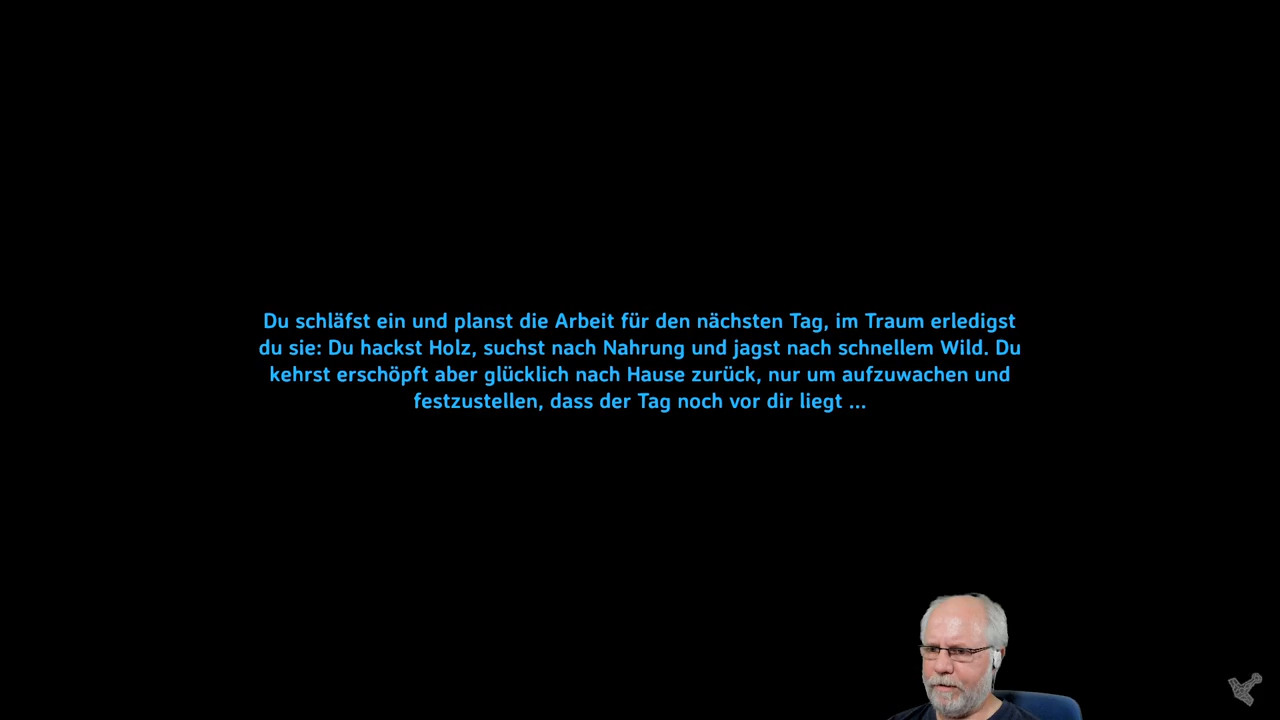 Du schläfst ein und planst die Arbeit für den nächsten Tag, im Traum erledigst
du sie: Du hackst Holz, suchst nach Nahrung und jagst nach schnellem Wild. Du
kehrst erschöpft aber glücklich nach Hause zurück, nur um aufzuwachen und
festzustellen, dass der Tag noch vor dir liegt ...